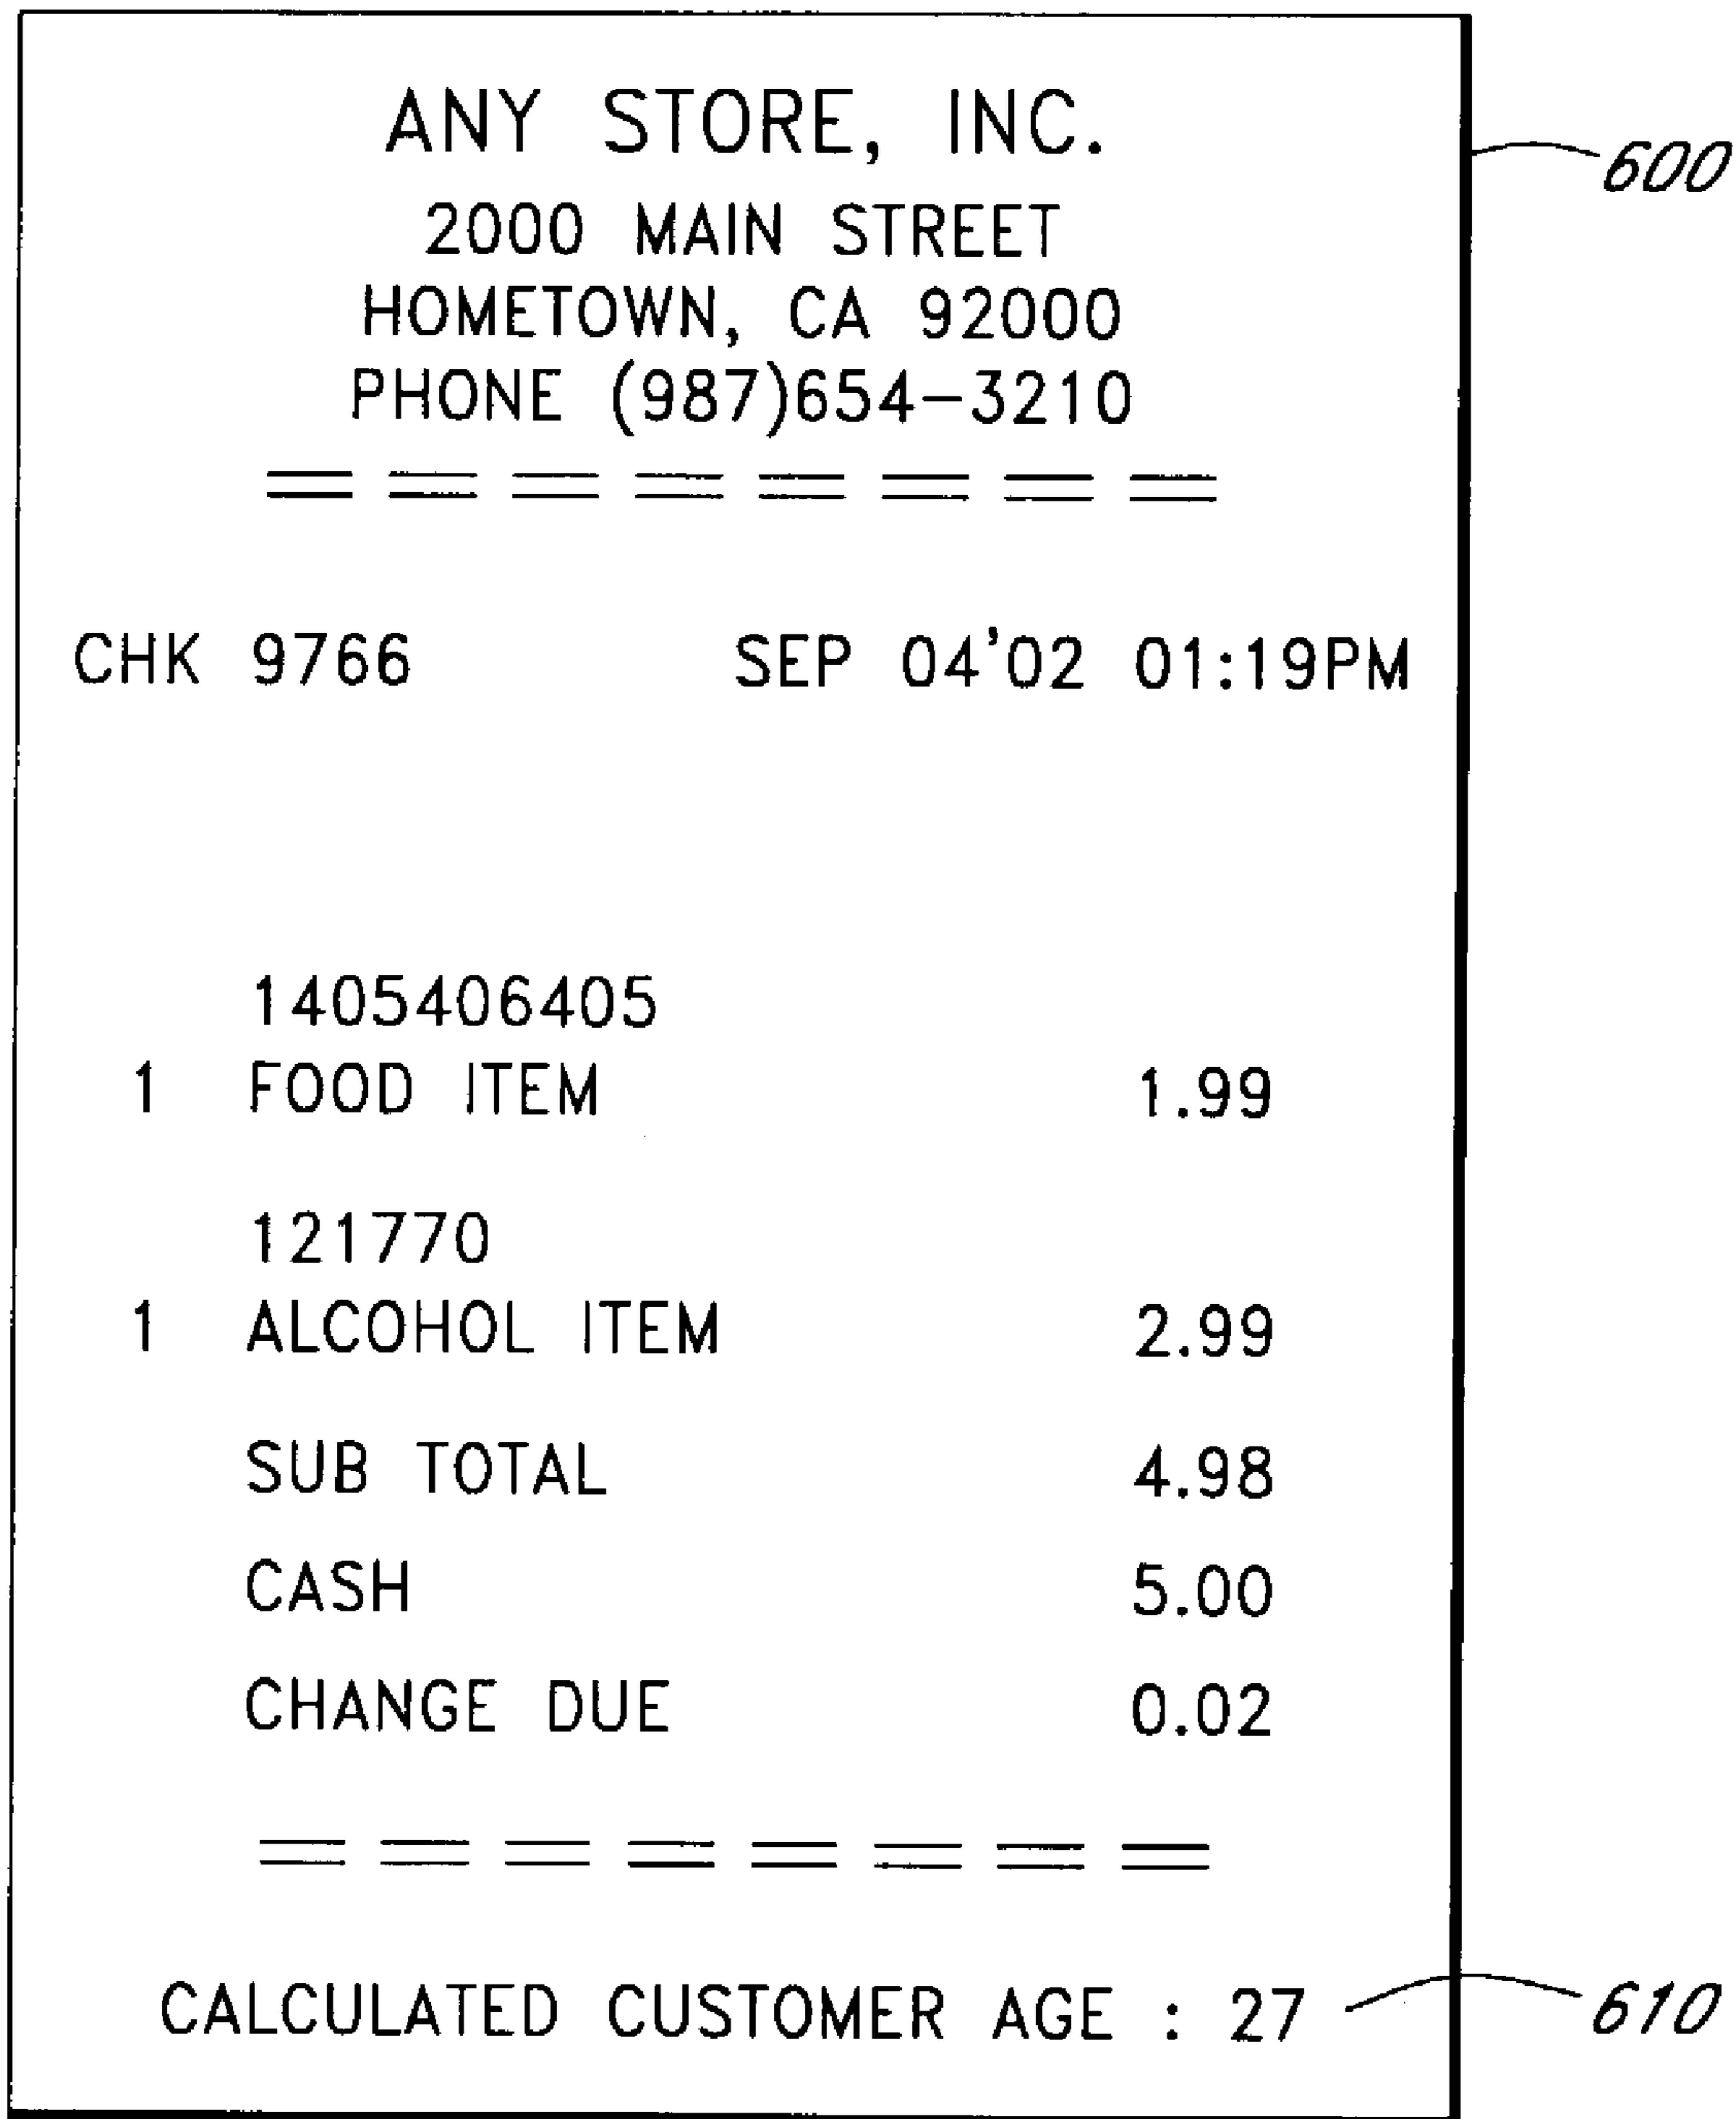 ANY STORE, INC.
600
2000 MAIN STREET
HOMETOWN, CA 92000
PHONE (987)654-3210
= = = = = = = =
CHK 9766 SEP 04'02 01:19PM
1405406405
1 FOOD ITEM 1.99
121770
1 ALCOHOL ITEM 2.99
SUB TOTAL 4.98
CASH 5.00
CHANGE DUE 0.02
= = = = = = = =
CALCULATED CUSTOMER AGE : 27
610